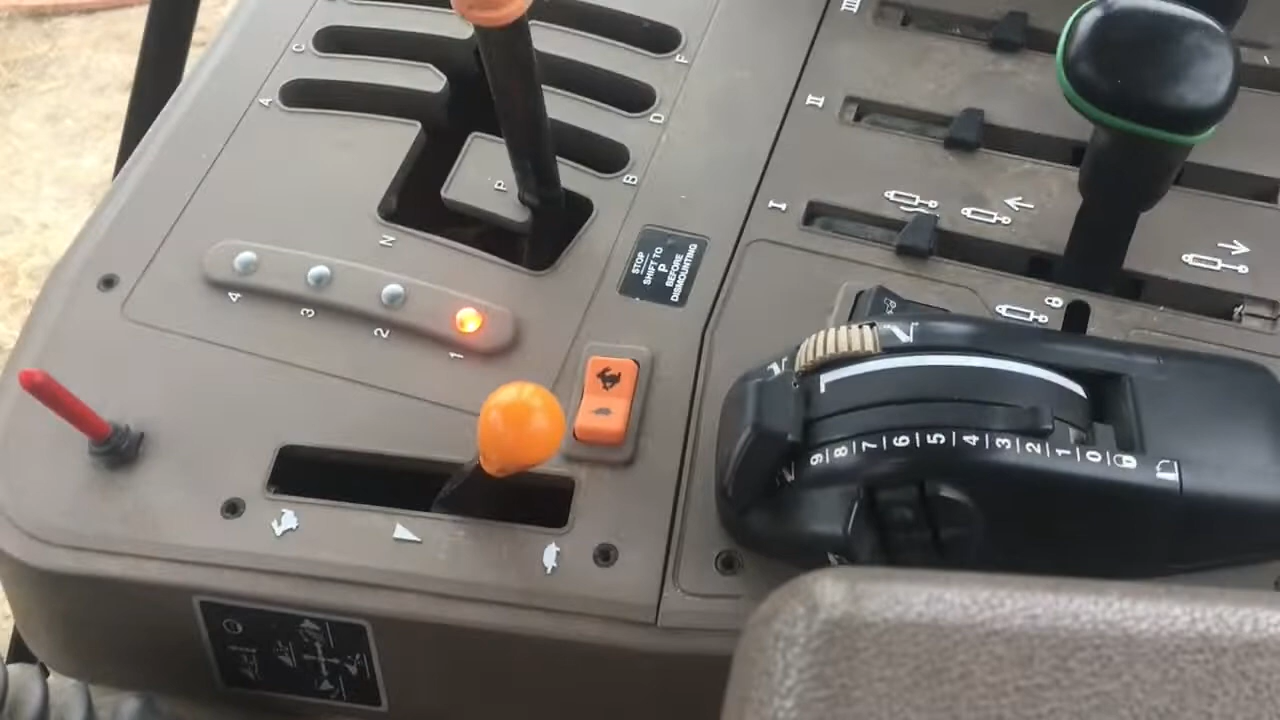 III
C
F
A
II
D
P
B
I
N
STOP
SHIFT TO
P
BEFORE
DISMOUNTING
4
3
2
1
9 8 7 6 5 4 3 2 1 0